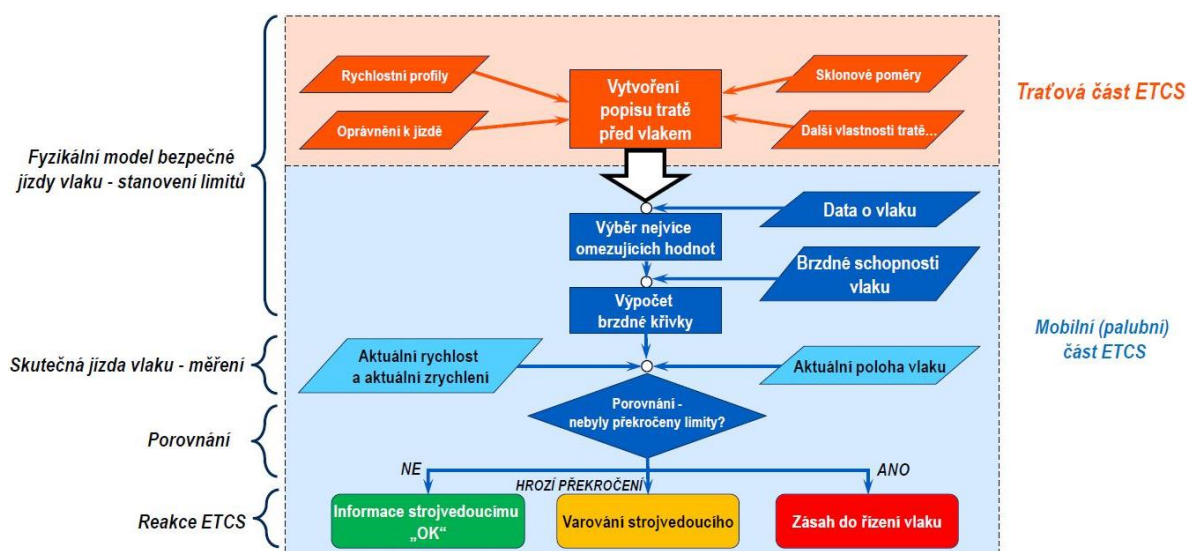 Rychlostní profily
Sklonové poměry
Vytvoření
popisu tratě
před vlakem
Traťová část ETCS
Oprávnění k jízdě
Další vlastnosti tratě...
Fyzikální model bezpečné
jízdy vlaku - stanovení limitů
Data o vlaku
Výběr nejvíce
omezujících hodnot
Brzdné schopnosti
vlaku
Výpočet
brzdné křivky
Mobilní (palubní)
část ETCS
Skutečná jízda vlaku - měření
Aktuální rychlost
a aktuální zrychlení
Aktuální poloha vlaku
Porovnání -
nebyly překročeny limity?
Porovnání
NE
HROZÍ PŘEKROČENÍ
ANO
Reakce ETCS
Informace strojvedoucímu
„OK“
Varování strojvedoucího
Zásah do řízení vlaku